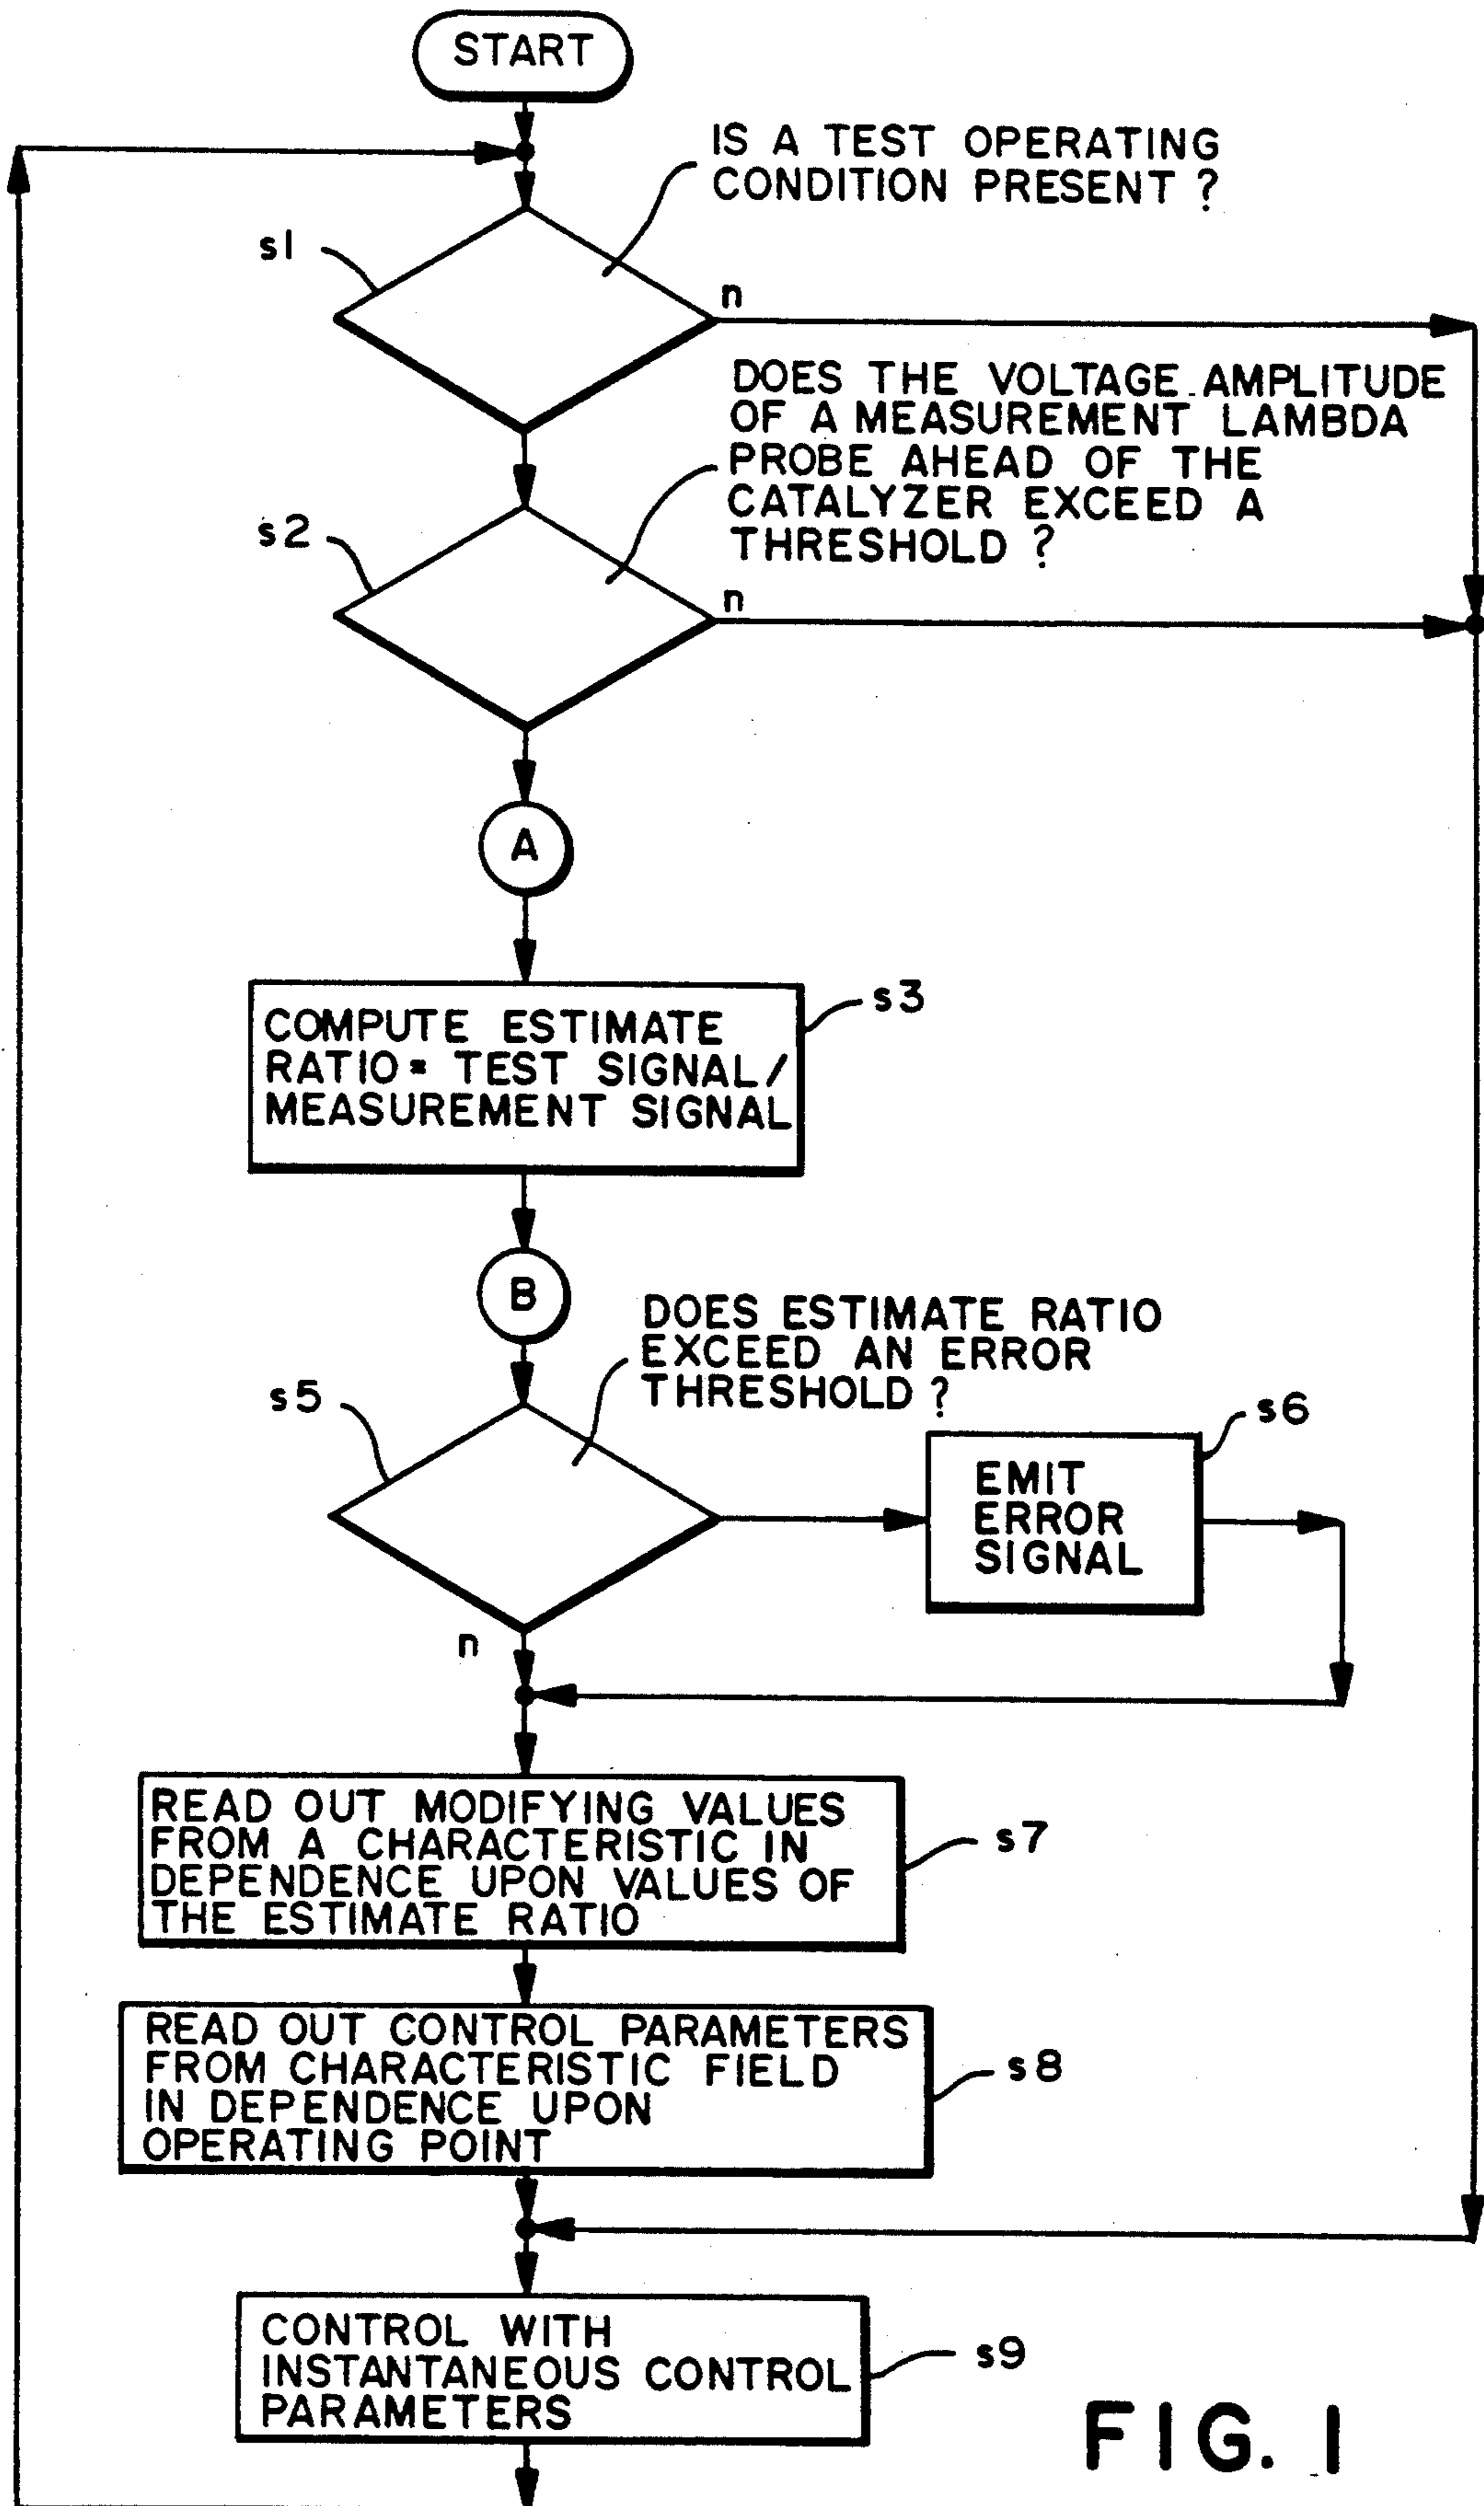 START
IS A TEST OPERATING
CONDITION PRESENT ?
s1
n
DOES THE VOLTAGE AMPLITUDE
OF A MEASUREMENT LAMBDA
PROBE AHEAD OF THE
CATALYZER EXCEED A
THRESHOLD ?
s2
n
A
s3
COMPUTE ESTIMATE
RATIO = TEST SIGNAL /
MEASUREMENT SIGNAL
B
DOES ESTIMATE RATIO
EXCEED AN ERROR
THRESHOLD ?
s5
s6
EMIT
ERROR
SIGNAL
n
READ OUT MODIFYING VALUES
FROM A CHARACTERISTIC IN
DEPENDENCE UPON VALUES OF
THE ESTIMATE RATIO
s7
READ OUT CONTROL PARAMETERS
FROM CHARACTERISTIC FIELD
IN DEPENDENCE UPON
OPERATING POINT
s8
CONTROL WITH
INSTANTANEOUS CONTROL
PARAMETERS
s9
FIG. 1